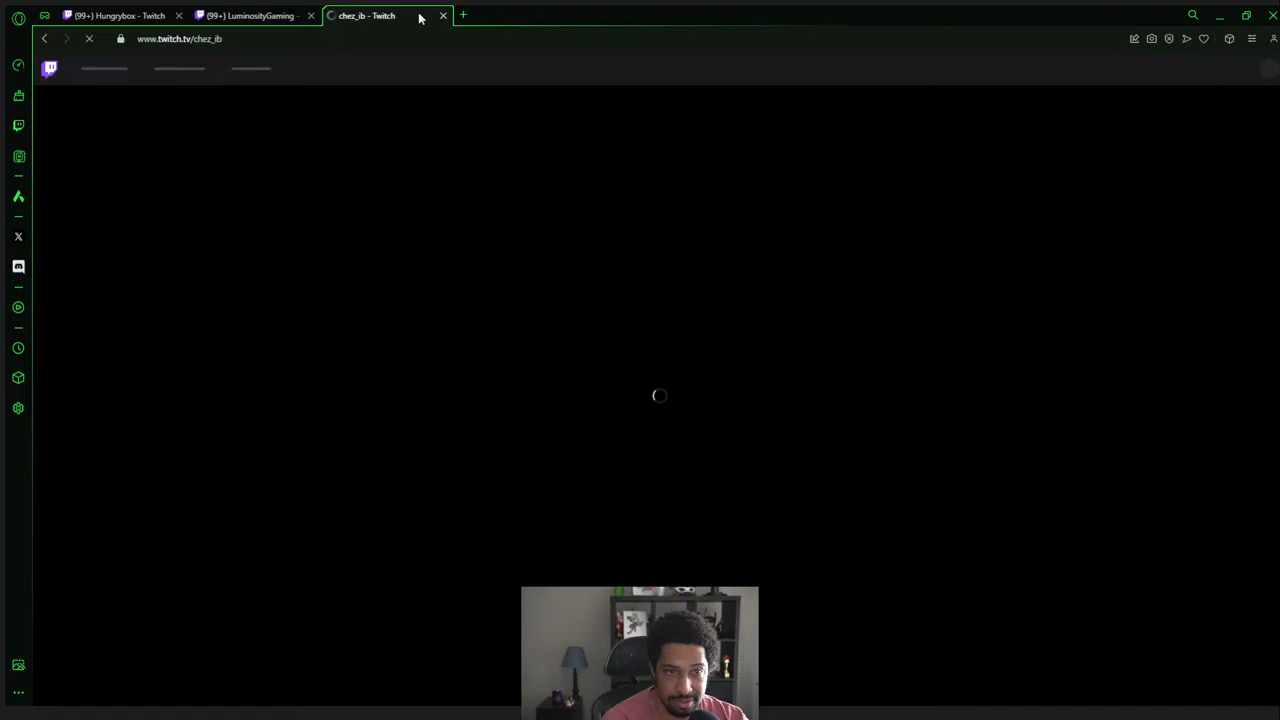 (99+) Hungrybox - Twitch
(99+) LuminosityGaming -
chez_ib - Twitch
www.twitch.tv/chez_ib